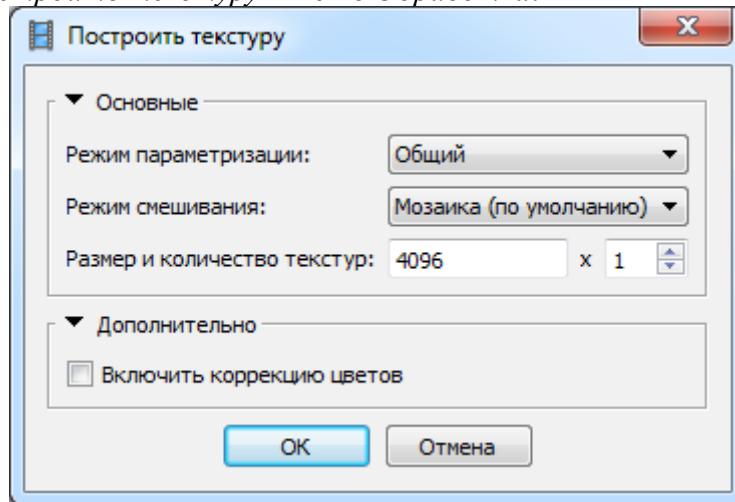 Построить текстуру
Основные
Режим параметризации: Общий
Режим смешивания: Мозаика (по умолчанию)
Размер и количество текстур: 4096 x 1
Дополнительно
Включить коррекцию цветов
OK Отмена